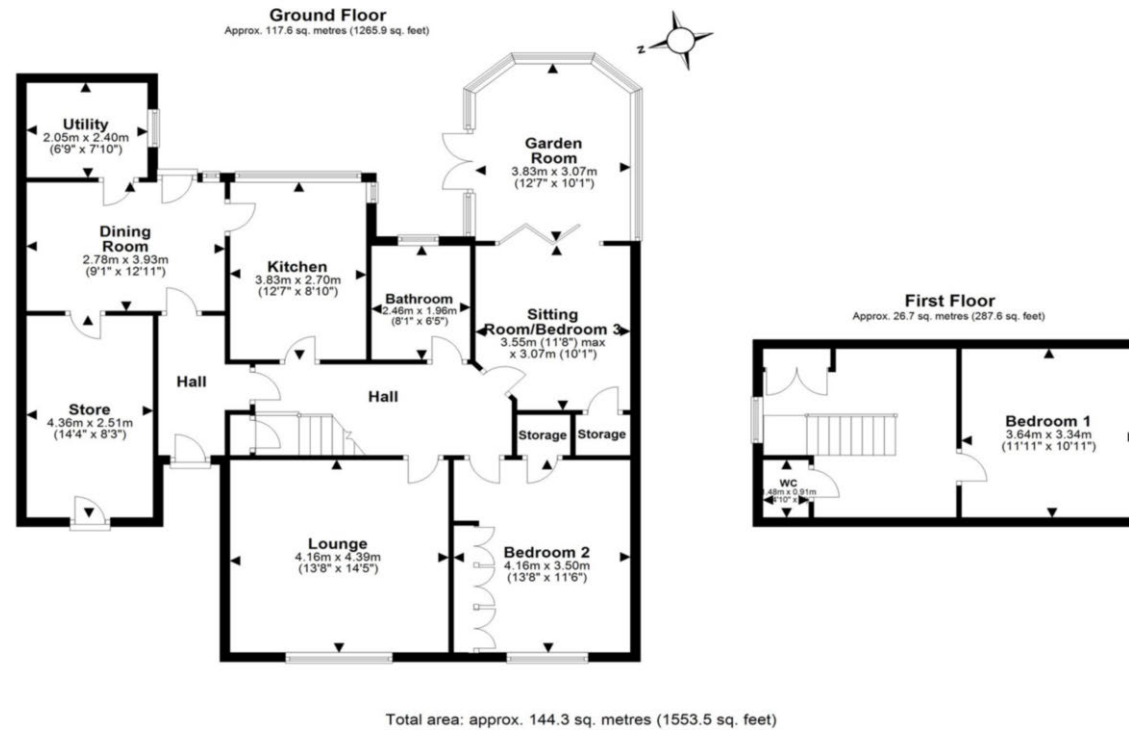 Ground Floor
Approx. 117.6 sq. metres (1265.9 sq. feet)
N
Utility
2.05m x 2.40m
(6'9" x 7'10")
Garden
Room
3.83m x 3.07m
(12'7" x 10'1")
Dining
Room
2.78m x 3.93m
(9'1" x 12'11")
Kitchen
3.83m x 2.70m
(12'7" x 8'10")
Bathroom
2.46m x 1.96m
(8'1" x 6'5")
Sitting
Room/Bedroom 3
3.55m (11'8") max
x 3.07m (10'1")
Hall
Hall
Store
4.36m x 2.51m
(14'4" x 8'3")
Storage
Storage
Lounge
4.16m x 4.39m
(13'8" x 14'5")
Bedroom 2
4.16m x 3.50m
(13'8" x 11'6")
First Floor
Approx. 26.7 sq. metres (287.6 sq. feet)
Bedroom 1
3.64m x 3.34m
(11'11" x 10'11")
WC
.48m x 0.91m
4'10" x
Total area: approx. 144.3 sq. metres (1553.5 sq. feet)